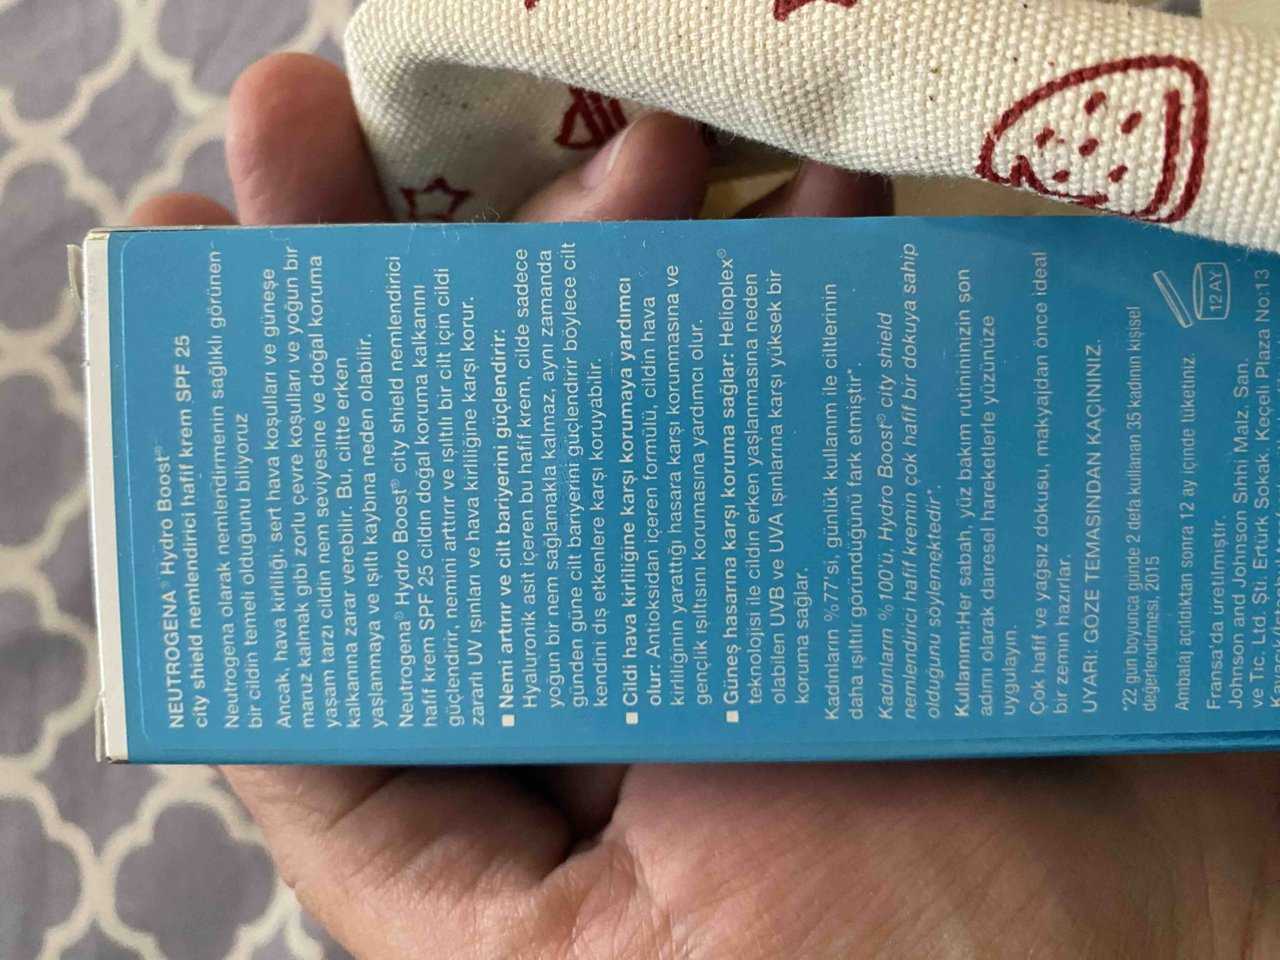 NEUTROGENA® Hydro Boost®
city shield nemlendirici hafif krem SPF 25
Neutrogena olarak nemlendirmenin sağlıklı görünen
bir cildin temeli olduğunu biliyoruz
Ancak, hava kirliliği, sert hava koşulları ve güneşe
maruz kalmak gibi zorlu çevre koşulları ve yoğun bir
yaşam tarzı cildin nem seviyesine ve doğal koruma
kalkanına zarar verebilir. Bu, ciltte erken
yaşlanmaya ve ışıltı kaybına neden olabilir.
Neutrogena® Hydro Boost® city shield nemlendirici
hafif krem SPF 25 cildin doğal koruma kalkanını
güçlendirir, nemini arttırır ve ışıltılı bir cilt için cildi
zararlı UV ışınları ve hava kirliliğine karşı korur.
■ Nemi artırır ve cilt bariyerini güçlendirir:
Hyaluronik asit içeren bu hafif krem, cilde sadece
yoğun bir nem sağlamakla kalmaz, aynı zamanda
günden güne cilt bariyerini güçlendirir böylece cilt
kendini dış etkenlere karşı koruyabilir.
■ Cildi hava kirliliğine karşı korumaya yardımcı
olur: Antioksidan içeren formülü, cildin hava
kirliliğinin yarattığı hasara karşı korunmasına ve
gençlik ışıltısını korumasına yardımcı olur.
■ Güneş hasarına karşı koruma sağlar: Helioplex®
teknolojisi ile cildin erken yaşlanmasına neden
olabilen UVB ve UVA ışınlarına karşı yüksek bir
koruma sağlar.
Kadınların %77'si, günlük kullanım ile ciltlerinin
daha ışıltılı göründüğünü fark etmiştir*.
Kadınların %100'ü, Hydro Boost® city shield
nemlendirici hafif kremin çok hafif bir dokuya sahip
olduğunu söylemektedir*.
Kullanımı:Her sabah, yüz bakım rutininizin son
adımı olarak dairesel hareketlerle yüzünüze
uygulayın.
Çok hafif ve yağsız dokusu, makyajdan önce ideal
bir zemin hazırlar.
UYARI: GÖZE TEMASINDAN KAÇININIZ.
*22 gün boyunca günde 2 defa kullanan 35 kadının kişisel
değerlendirmesi, 2015
Ambalaj açıldıktan sonra 12 ay içinde tüketiniz.
12 AY
Fransa'da üretilmiştir.
Johnson and Johnson Sıhhi Malz. San.
ve Tic. Ltd. Şti. Ertürk Sokak, Keçeli Plaza No:13